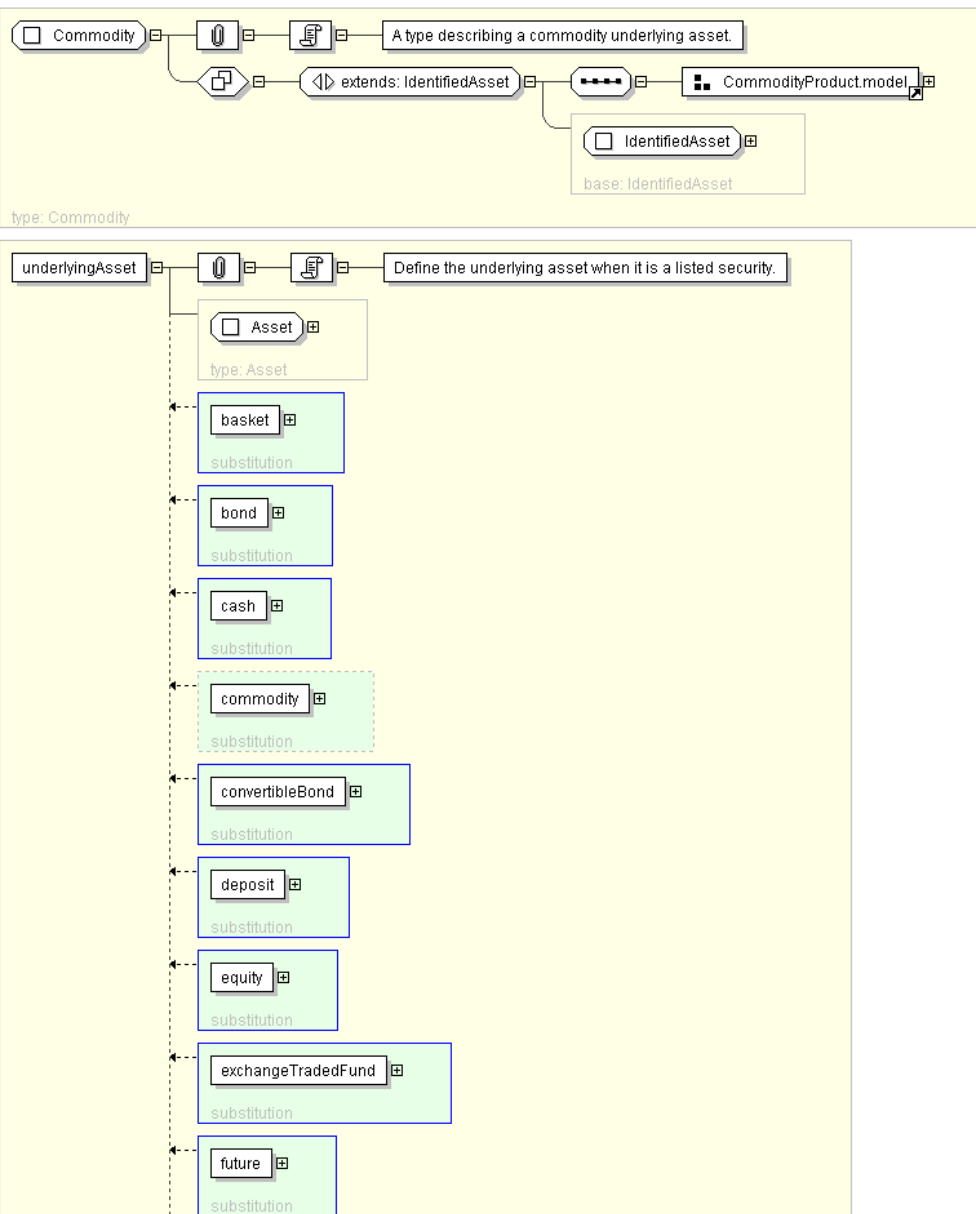 Commodity
A type describing a commodity underlying asset.
extends: IdentifiedAsset
CommodityProduct.model
IdentifiedAsset
base: IdentifiedAsset
type: Commodity
underlyingAsset
Define the underlying asset when it is a listed security.
Asset
type: Asset
basket
substitution
bond
substitution
cash
substitution
commodity
substitution
convertibleBond
substitution
deposit
substitution
equity
substitution
exchangeTradedFund
substitution
future
substitution